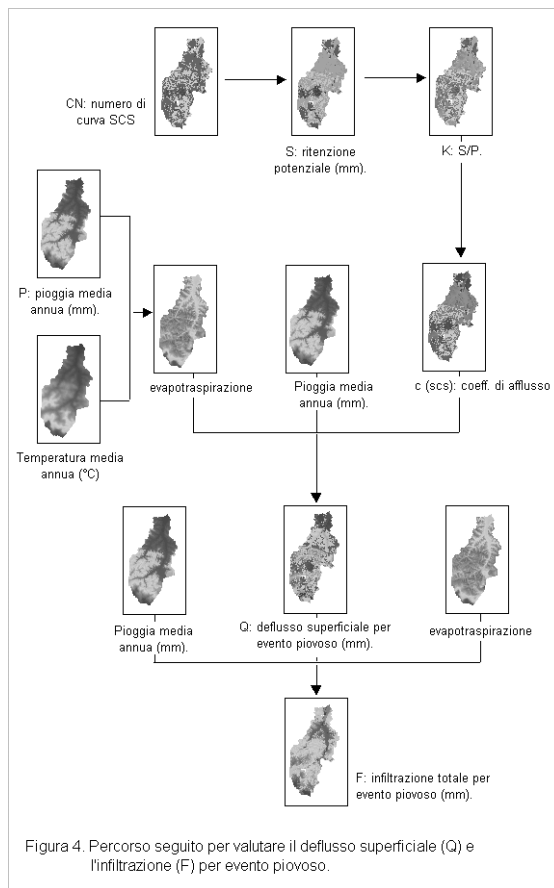 CN: numero di
curva SCS
S: ritenzione
potenziale (mm).
K: S/P.
P: pioggia media
annua (mm).
evapotraspirazione
Pioggia media
annua (mm).
c (scs): coeff. di afflusso
Temperatura media
annua (°C)
Pioggia media
annua (mm).
Q: deflusso superficiale per
evento piovoso (mm).
evapotraspirazione
F: infiltrazione totale per
evento piovoso (mm).
Figura 4. Percorso seguito per valutare il deflusso superficiale (Q) e
l'infiltrazione (F) per evento piovoso.